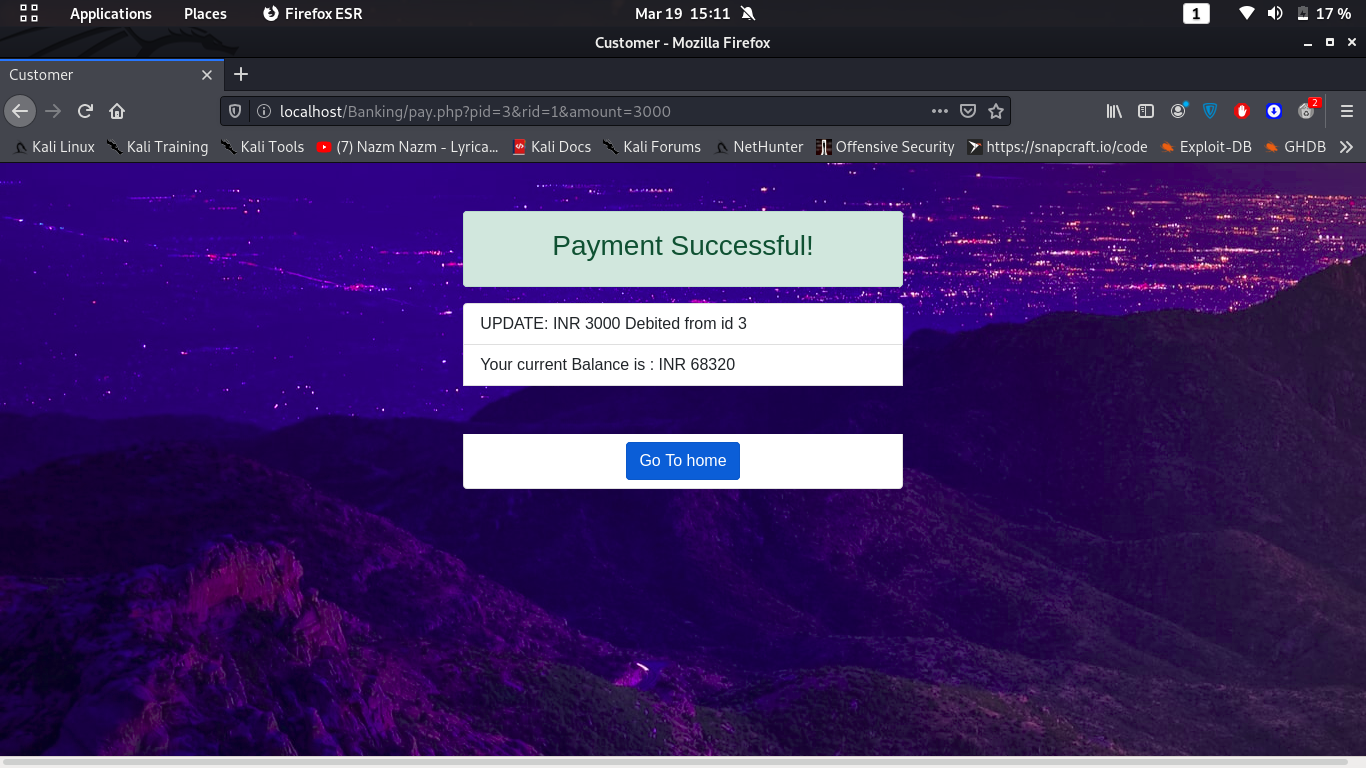 Applications Places Firefox ESR Mar 19 15:11 1 17 %
Customer - Mozilla Firefox
Customer
localhost/Banking/pay.php?pid=3&rid=1&amount=3000 2
Kali Linux Kali Training Kali Tools (7) Nazm Nazm - Lyrica... Kali Docs Kali Forums NetHunter Offensive Security https://snapcraft.io/code Exploit-DB GHDB
Payment Successful!
UPDATE: INR 3000 Debited from id 3
Your current Balance is : INR 68320
Go To home